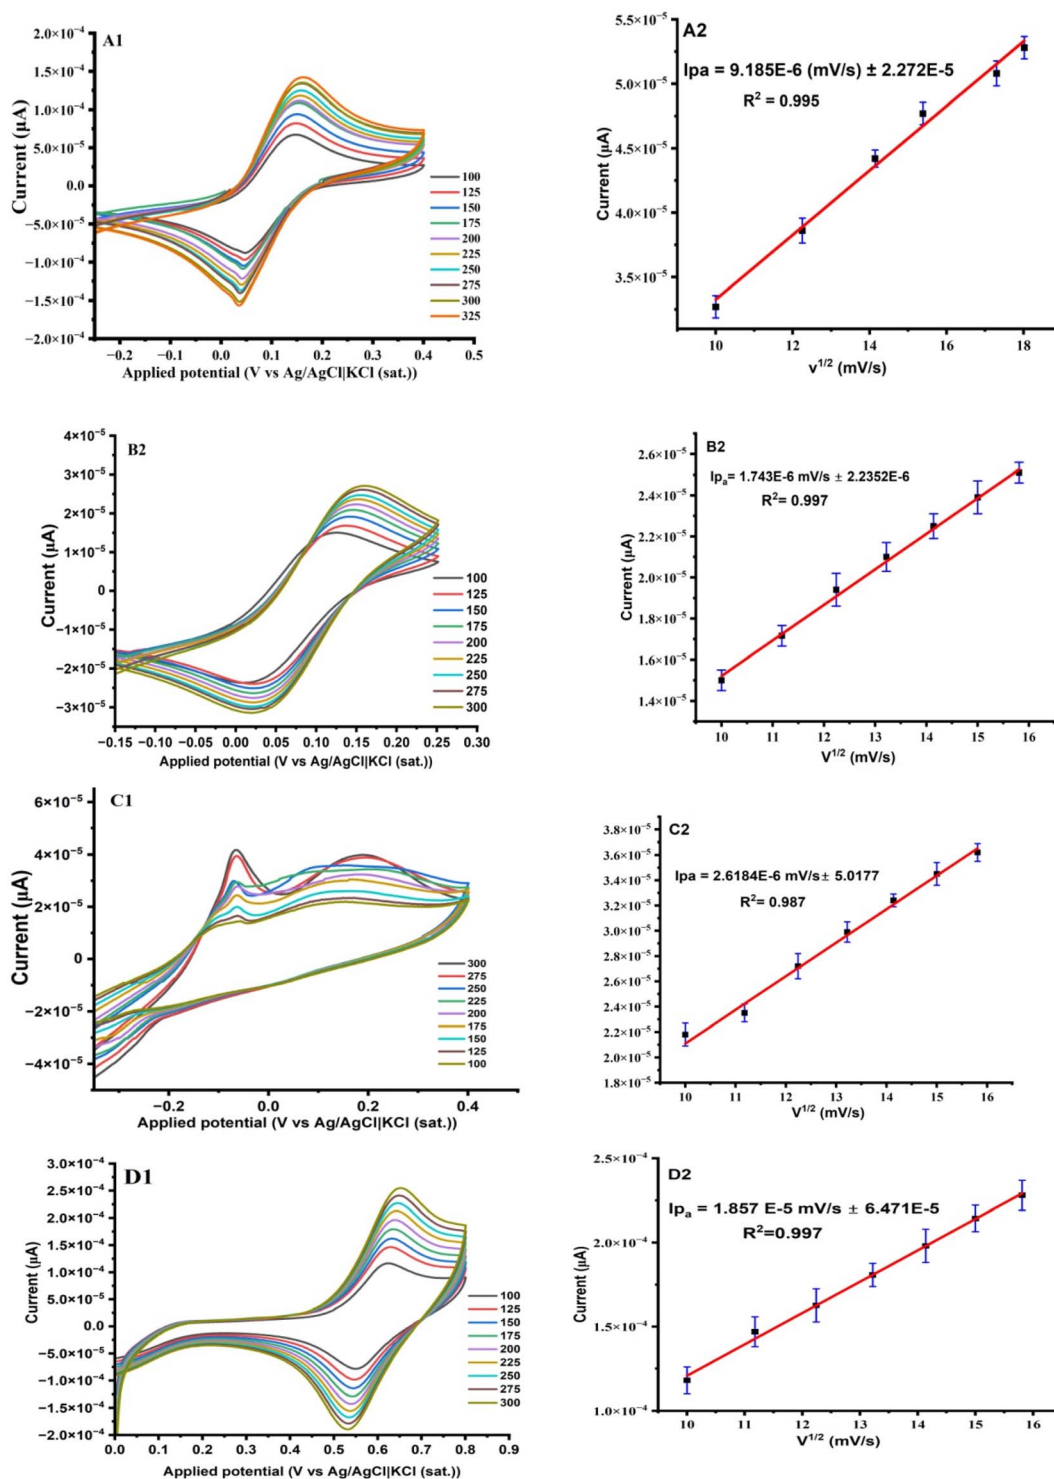 A1
Current (µA)
2.0×10⁻⁴
1.5×10⁻⁴
1.0×10⁻⁴
5.0×10⁻⁵
0.0
−5.0×10⁻⁵
−1.0×10⁻⁴
−1.5×10⁻⁴
−2.0×10⁻⁴
100
125
150
175
200
225
250
275
300
325
−0.2 −0.1 0.0 0.1 0.2 0.3 0.4 0.5
Applied potential (V vs Ag/AgCl|KCl (sat.))
A2
Ipa = 9.185E-6 (mV/s) ± 2.272E-5
R² = 0.995
Current (µA)
5.5×10⁻⁵
5.0×10⁻⁵
4.5×10⁻⁵
4.0×10⁻⁵
3.5×10⁻⁵
10 12 14 16 18
v^1/2 (mV/s)
B2
Current (µA)
4×10⁻⁵
3×10⁻⁵
2×10⁻⁵
1×10⁻⁵
0
−1×10⁻⁵
−2×10⁻⁵
−3×10⁻⁵
100
125
150
175
200
225
250
275
300
−0.15 −0.10 −0.05 0.00 0.05 0.10 0.15 0.20 0.25 0.30
Applied potential (V vs Ag/AgCl|KCl (sat.))
B2
Ipₐ= 1.743E-6 mV/s ± 2.2352E-6
R² = 0.997
Current (µA)
2.6×10⁻⁵
2.4×10⁻⁵
2.2×10⁻⁵
2.0×10⁻⁵
1.8×10⁻⁵
1.6×10⁻⁵
1.4×10⁻⁵
10 11 12 13 14 15 16
V^1/2 (mV/s)
C1
Current (µA)
6×10⁻⁵
4×10⁻⁵
2×10⁻⁵
0
−2×10⁻⁵
−4×10⁻⁵
300
275
250
225
200
175
150
125
100
−0.2 0.0 0.2 0.4
Applied potential (V vs Ag/AgCl|KCl (sat.))
C2
Ipa = 2.6184E-6 mV/s± 5.0177
R²= 0.987
Current (µA)
3.8×10⁻⁵
3.6×10⁻⁵
3.4×10⁻⁵
3.2×10⁻⁵
3.0×10⁻⁵
2.8×10⁻⁵
2.6×10⁻⁵
2.4×10⁻⁵
2.2×10⁻⁵
2.0×10⁻⁵
1.8×10⁻⁵
10 11 12 13 14 15 16
V^1/2 (mV/s)
D1
Current (µA)
3.0×10⁻⁴
2.5×10⁻⁴
2.0×10⁻⁴
1.5×10⁻⁴
1.0×10⁻⁴
5.0×10⁻⁵
0.0
−5.0×10⁻⁵
−1.0×10⁻⁴
−1.5×10⁻⁴
−2.0×10⁻⁴
100
125
150
175
200
225
250
275
300
0.0 0.1 0.2 0.3 0.4 0.5 0.6 0.7 0.8 0.9
Applied potential (V vs Ag/AgCl|KCl (sat.))
D2
Ipₐ = 1.857 E-5 mV/s ± 6.471E-5
R²=0.997
Current (µA)
2.5×10⁻⁴
2.0×10⁻⁴
1.5×10⁻⁴
1.0×10⁻⁴
10 11 12 13 14 15 16
V^1/2 (mV/s)